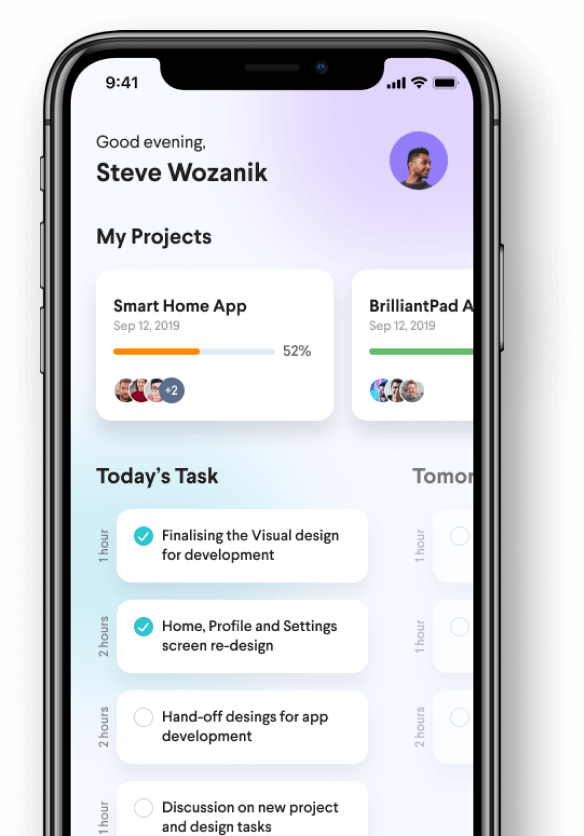 9:41
Good evening,
Steve Wozanik
My Projects
Smart Home App
Sep 12, 2019
52%
+2
BrilliantPad A
Sep 12, 2019
Today's Task
Tomor
1 hour
Finalising the Visual design
for development
1 hour
2 hours
Home, Profile and Settings
screen re-design
1 hour
2 hours
Hand-off desings for app
development
2 hours
1 hour
Discussion on new project
and design tasks